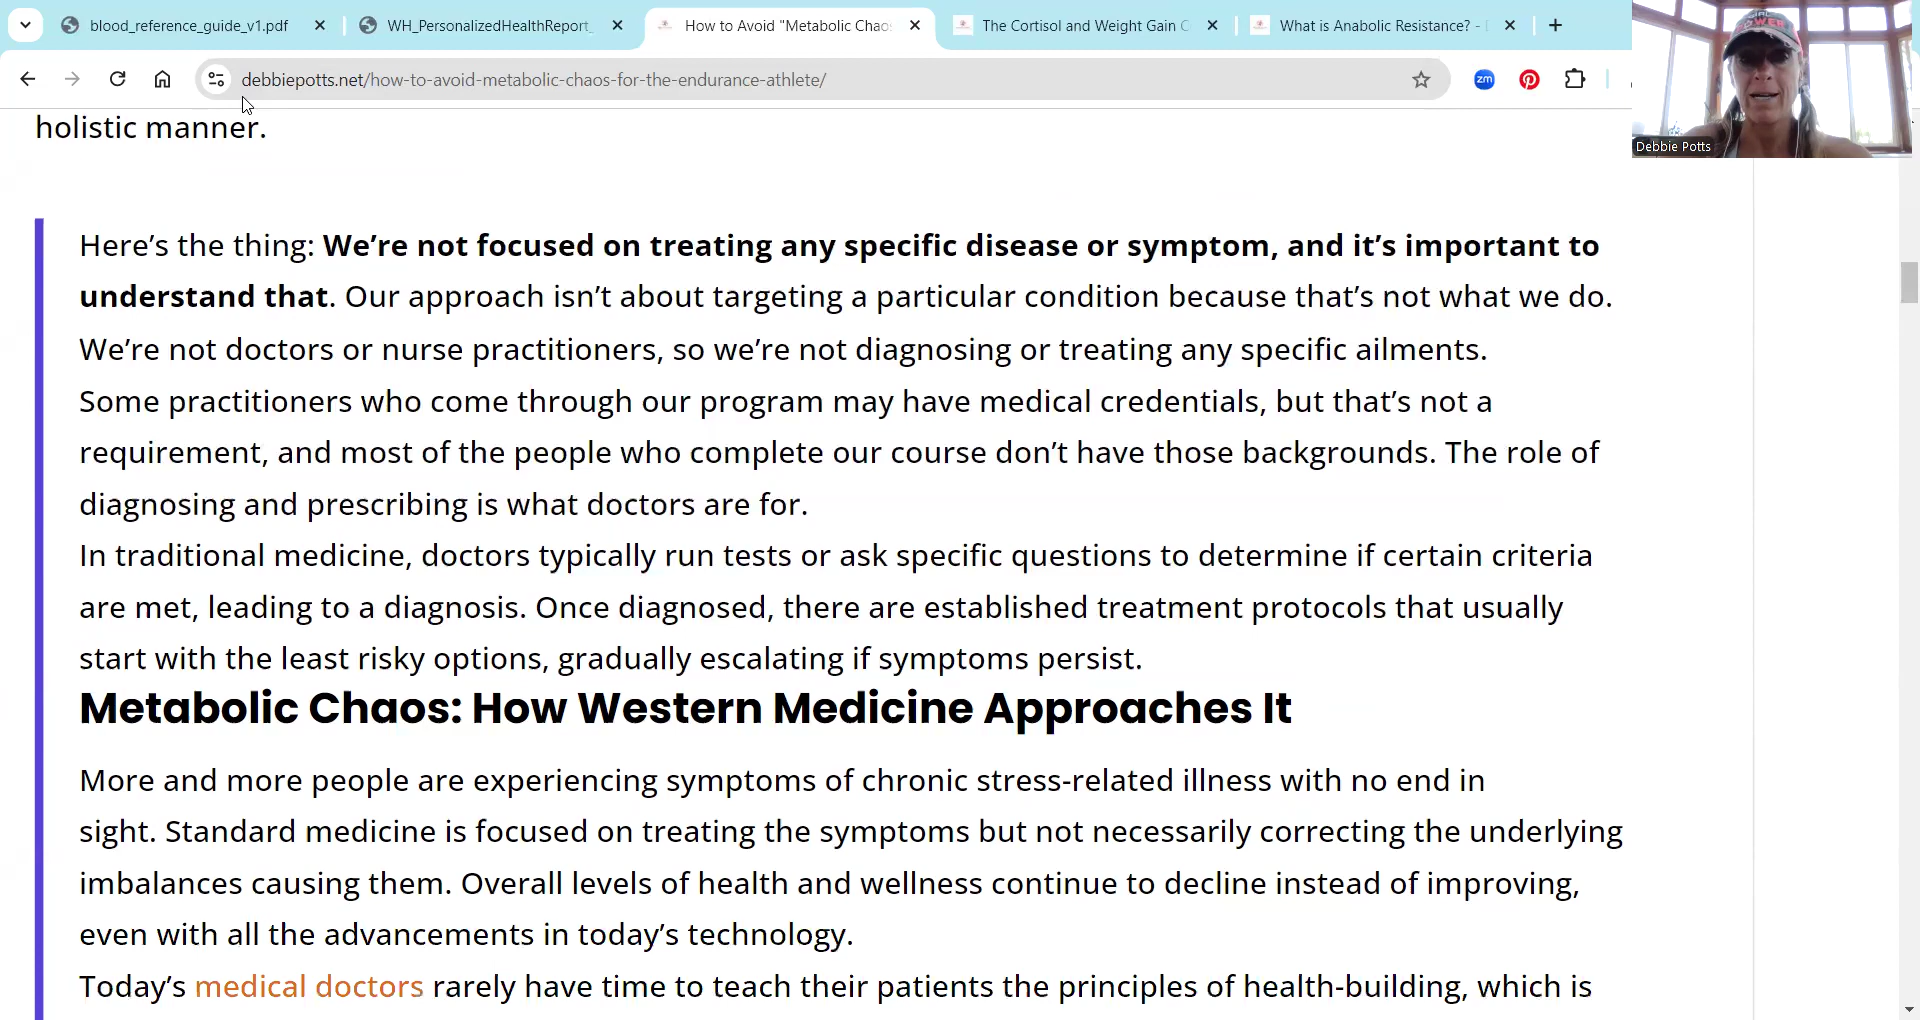 blood_reference_guide_v1.pdf
WH_PersonalizedHealthReport_
How to Avoid "Metabolic Chao
The Cortisol and Weight Gain C
What is Anabolic Resistance? -
debbiepotts.net/how-to-avoid-metabolic-chaos-for-the-endurance-athlete/
zm
Debbie Potts
holistic manner.
Here’s the thing: We’re not focused on treating any specific disease or symptom, and it’s important to
understand that. Our approach isn’t about targeting a particular condition because that’s not what we do.
We’re not doctors or nurse practitioners, so we’re not diagnosing or treating any specific ailments.
Some practitioners who come through our program may have medical credentials, but that’s not a
requirement, and most of the people who complete our course don’t have those backgrounds. The role of
diagnosing and prescribing is what doctors are for.
In traditional medicine, doctors typically run tests or ask specific questions to determine if certain criteria
are met, leading to a diagnosis. Once diagnosed, there are established treatment protocols that usually
start with the least risky options, gradually escalating if symptoms persist.
Metabolic Chaos: How Western Medicine Approaches It
More and more people are experiencing symptoms of chronic stress-related illness with no end in
sight. Standard medicine is focused on treating the symptoms but not necessarily correcting the underlying
imbalances causing them. Overall levels of health and wellness continue to decline instead of improving,
even with all the advancements in today’s technology.
Today’s medical doctors rarely have time to teach their patients the principles of health-building, which is